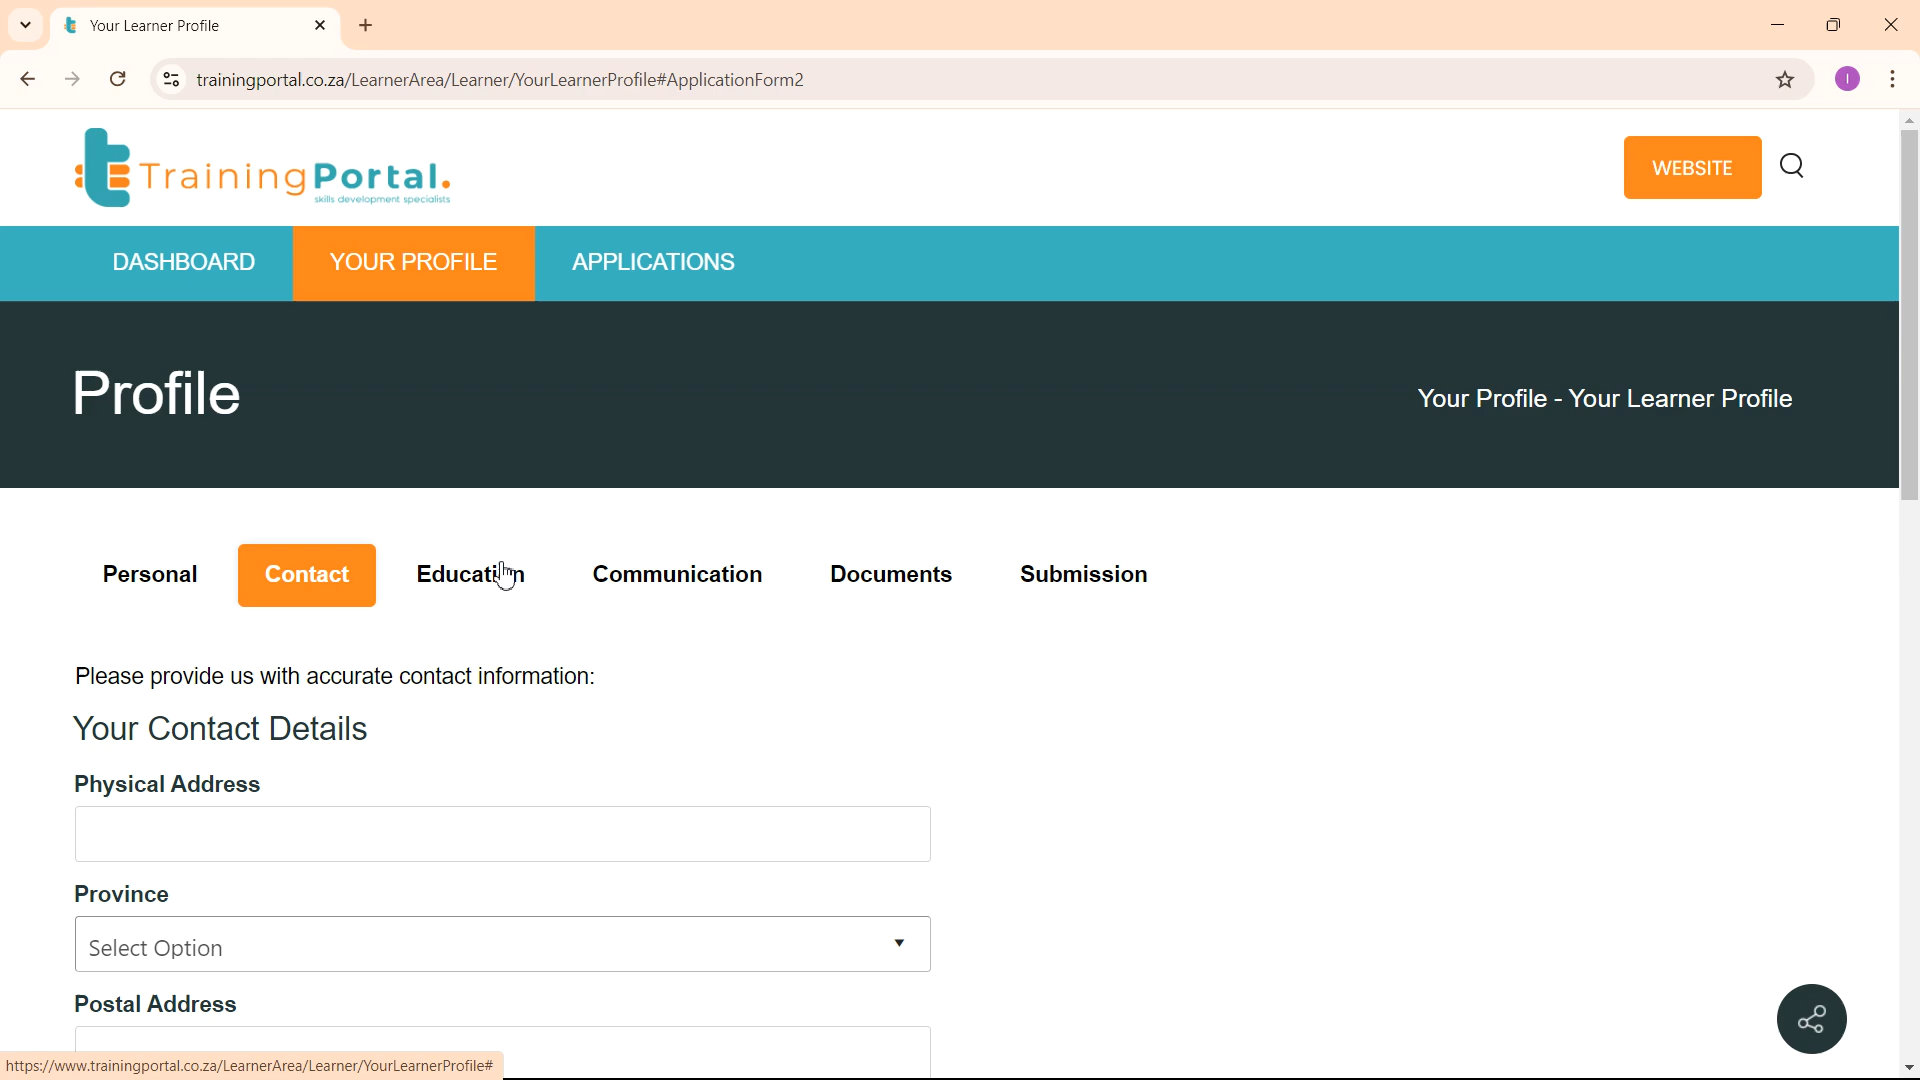 Your Learner Profile
trainingportal.co.za/LearnerArea/Learner/YourLearnerProfile#ApplicationForm2
I
TrainingPortal.
skills development specialists
WEBSITE
DASHBOARD
YOUR PROFILE
APPLICATIONS
Profile
Your Profile - Your Learner Profile
Personal
Contact
Education
Communication
Documents
Submission
Please provide us with accurate contact information:
Your Contact Details
Physical Address
Province
Select Option
Postal Address
https://www.trainingportal.co.za/LearnerArea/Learner/YourLearnerProfile#